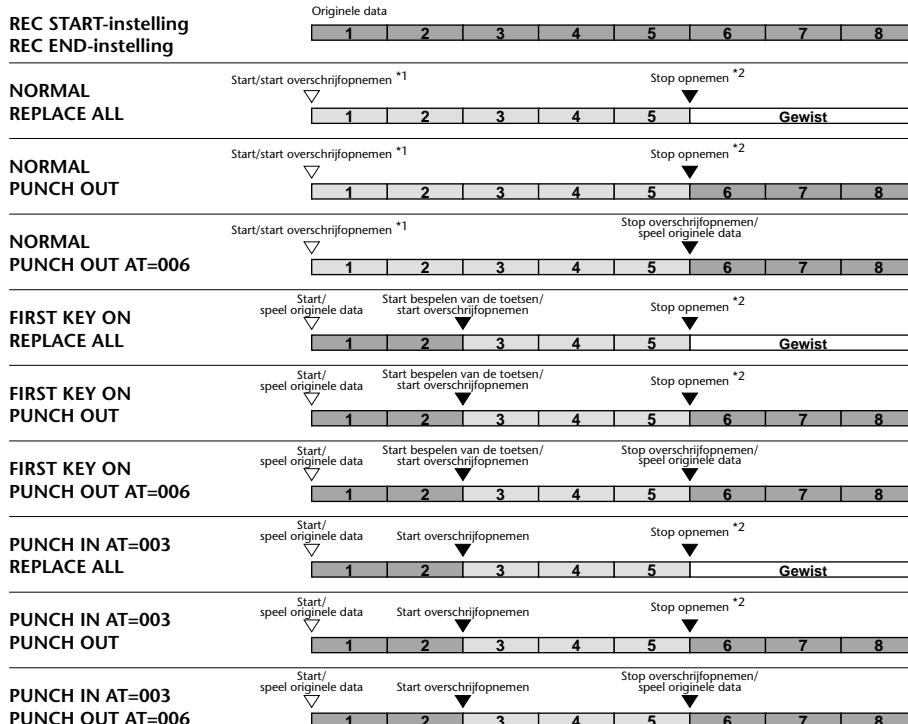 REC START-instelling
REC END-instelling
Originele data
1 2 3 4 5 6 7 8
NORMAL
REPLACE ALL
Start/start overschrijfopnemen *1
Stop opnemen *2
1 2 3 4 5 Gewist
NORMAL
PUNCH OUT
Start/start overschrijfopnemen *1
Stop opnemen *2
1 2 3 4 5 6 7 8
NORMAL
PUNCH OUT AT=006
Start/start overschrijfopnemen *1
Stop overschrijfopnemen/
speel originele data
1 2 3 4 5 6 7 8
FIRST KEY ON
REPLACE ALL
Start/
speel originele data
Start bespelen van de toetsen/
start overschrijfopnemen
Stop opnemen *2
1 2 3 4 5 Gewist
FIRST KEY ON
PUNCH OUT
Start/
speel originele data
Start bespelen van de toetsen/
start overschrijfopnemen
Stop opnemen *2
1 2 3 4 5 6 7 8
FIRST KEY ON
PUNCH OUT AT=006
Start/
speel originele data
Start bespelen van de toetsen/
start overschrijfopnemen
Stop overschrijfopnemen/
speel originele data
1 2 3 4 5 6 7 8
PUNCH IN AT=003
REPLACE ALL
Start/
speel originele data
Start overschrijfopnemen
Stop opnemen *2
1 2 3 4 5 Gewist
PUNCH IN AT=003
PUNCH OUT
Start/
speel originele data
Start overschrijfopnemen
Stop opnemen *2
1 2 3 4 5 6 7 8
PUNCH IN AT=003
PUNCH OUT AT=006
Start/
speel originele data
Start overschrijfopnemen
Stop overschrijfopnemen/
speel originele data
1 2 3 4 5 6 7 8